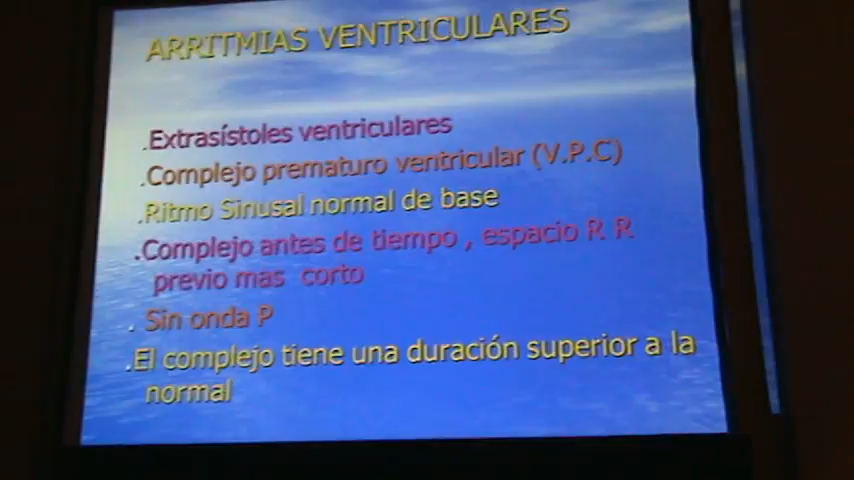 ARRITMIAS VENTRICULARES
.Extrasístoles ventriculares
.Complejo prematuro ventricular (V.P.C)
.Ritmo Sinusal normal de base
.Complejo antes de tiempo , espacio R R
previo mas corto
. Sin onda P
.El complejo tiene una duración superior a la
normal